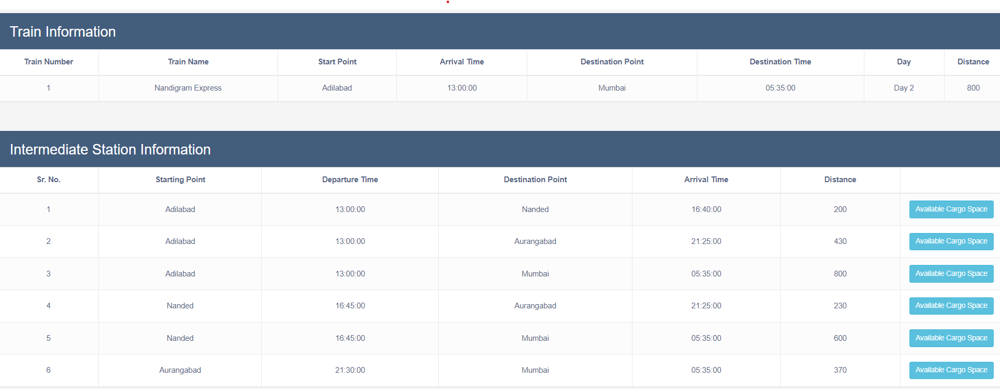 Train Information
Train Number Train Name Start Point Arrival Time Destination Point Destination Time Day Distance
1 Nandigram Express Adilabad 13:00:00 Mumbai 05:35:00 Day 2 800
Intermediate Station Information
Sr. No. Starting Point Departure Time Destination Point Arrival Time Distance
1 Adilabad 13:00:00 Nanded 16:40:00 200 Available Cargo Space
2 Adilabad 13:00:00 Aurangabad 21:25:00 430 Available Cargo Space
3 Adilabad 13:00:00 Mumbai 05:35:00 800 Available Cargo Space
4 Nanded 16:45:00 Aurangabad 21:25:00 230 Available Cargo Space
5 Nanded 16:45:00 Mumbai 05:35:00 600 Available Cargo Space
6 Aurangabad 21:30:00 Mumbai 05:35:00 370 Available Cargo Space